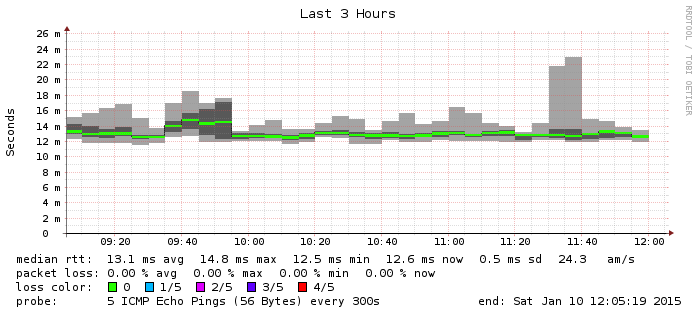 Last 3 Hours
RRDTOOL / TOBI OETIKER
Seconds
26 m
24 m
22 m
20 m
18 m
16 m
14 m
12 m
10 m
8 m
6 m
4 m
2 m
0
09:20 09:40 10:00 10:20 10:40 11:00 11:20 11:40 12:00
median rtt: 13.1 ms avg 14.8 ms max 12.5 ms min 12.6 ms now 0.5 ms sd 24.3 am/s
packet loss: 0.00 % avg 0.00 % max 0.00 % min 0.00 % now
loss color: 0 1/5 2/5 3/5 4/5
probe: 5 ICMP Echo Pings (56 Bytes) every 300s end: Sat Jan 10 12:05:19 2015